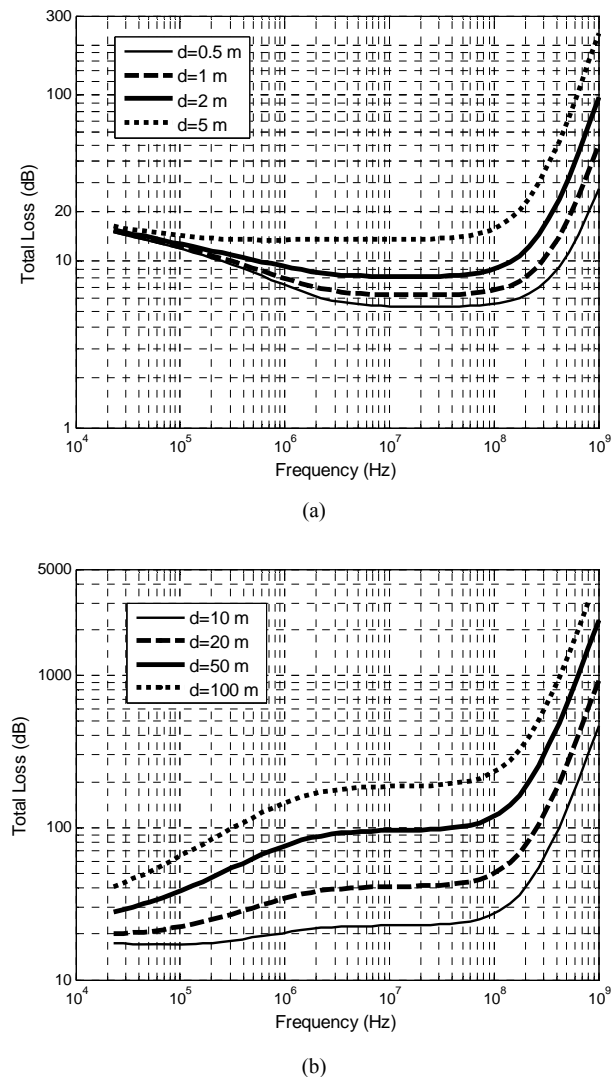 300
100
20
10
1
Total Loss (dB)
d=0.5 m
d=1 m
d=2 m
d=5 m
10^4
10^5
10^6
10^7
10^8
10^9
Frequency (Hz)
(a)
5000
1000
100
10
Total Loss (dB)
d=10 m
d=20 m
d=50 m
d=100 m
10^4
10^5
10^6
10^7
10^8
10^9
Frequency (Hz)
(b)